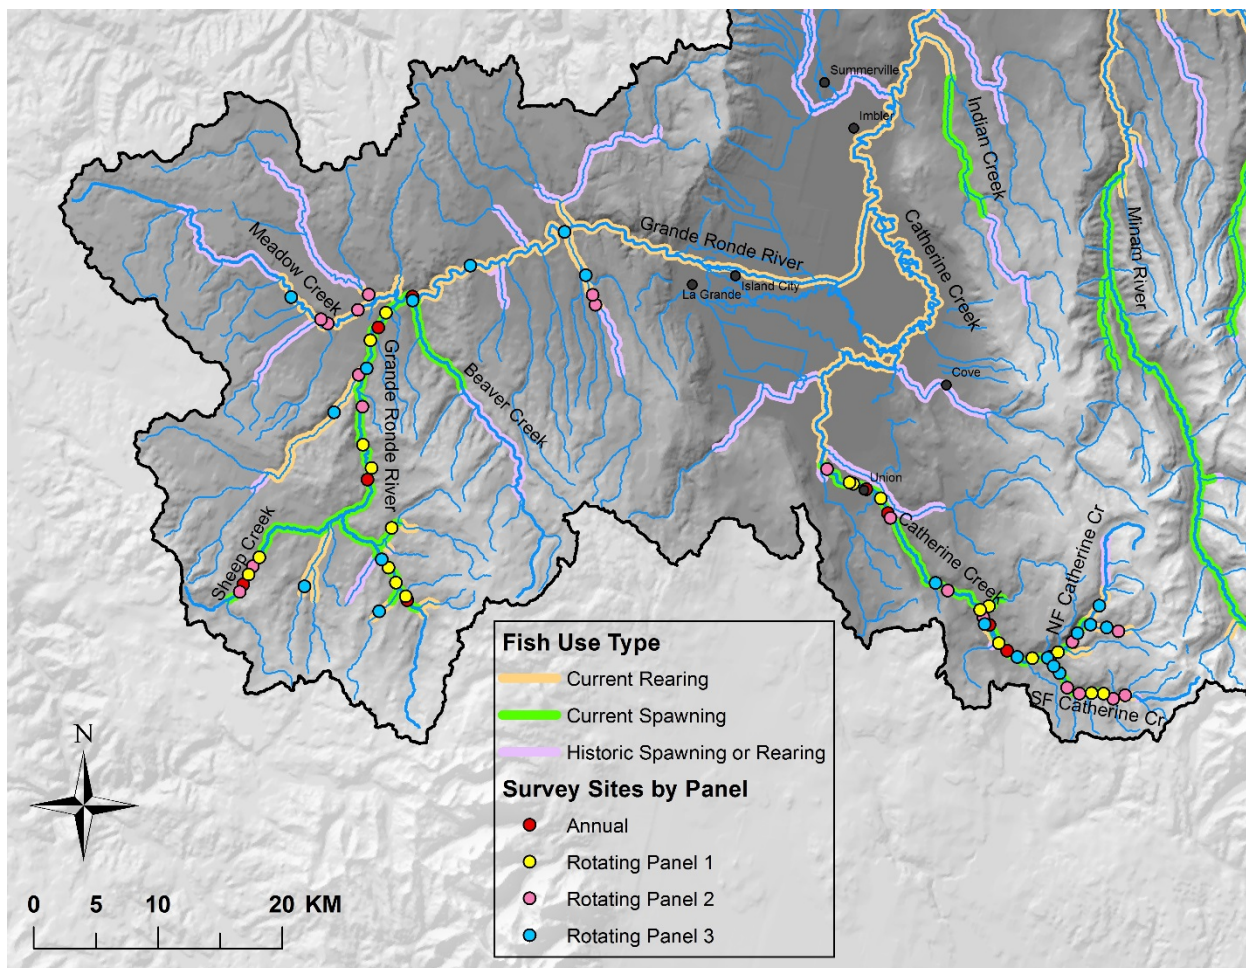 Summerville
Imbler
Indian Creek
Minam River
Meadow Creek
Grande Ronde River
Catherine Creek
Island City
La Grande
Grande Ronde River
Beaver Creek
Cove
Union
Sheep Creek
Catherine Creek
NF Catherine Cr
SF Catherine Cr
Fish Use Type
Current Rearing
Current Spawning
Historic Spawning or Rearing
Survey Sites by Panel
Annual
Rotating Panel 1
Rotating Panel 2
Rotating Panel 3
N
0 5 10 20 KM